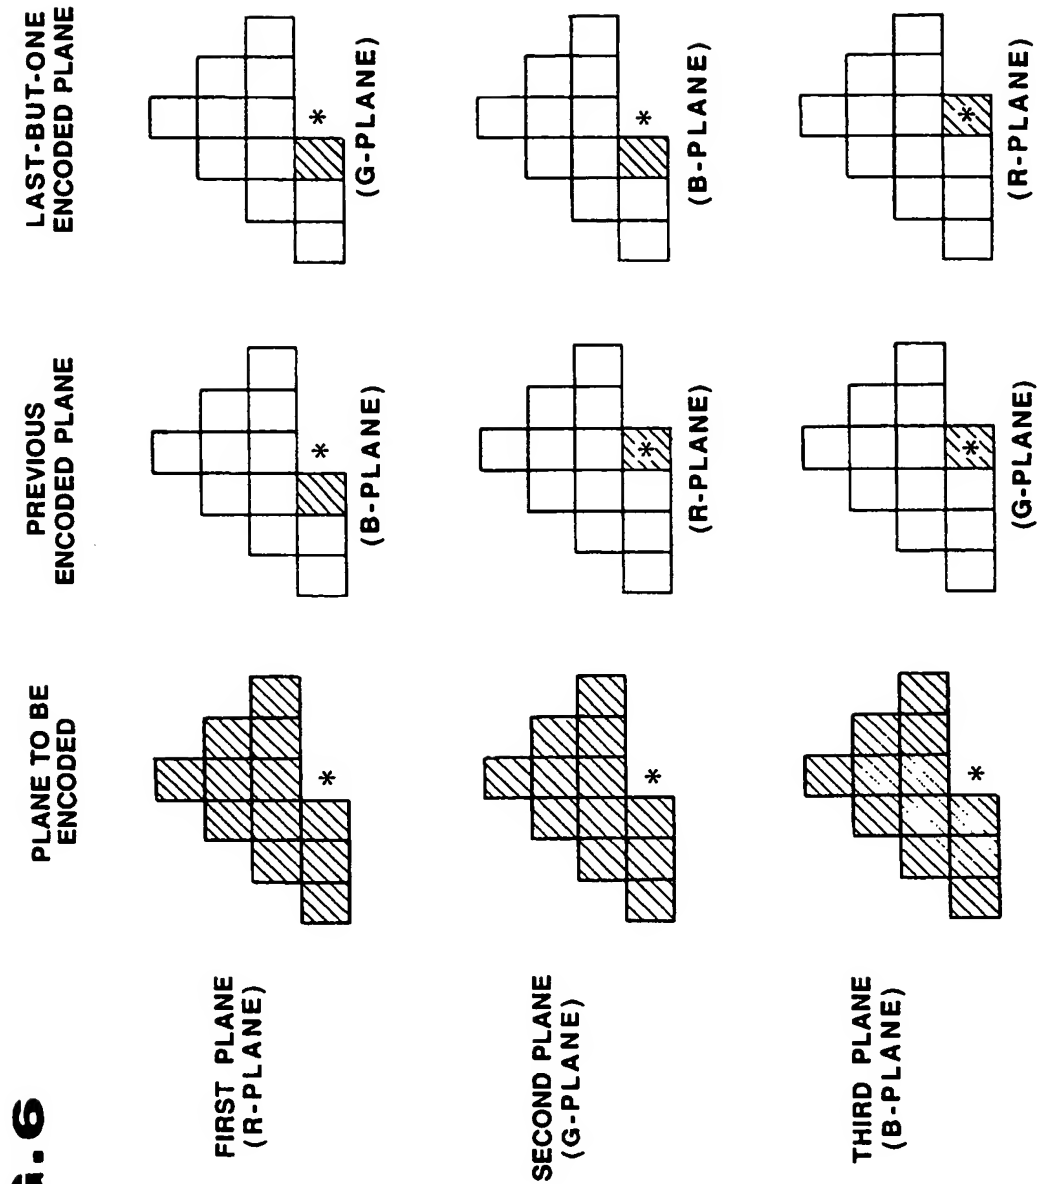 G.6
PLANE TO BE
ENCODED
PREVIOUS
ENCODED PLANE
LAST-BUT-ONE
ENCODED PLANE
FIRST PLANE
(R-PLANE)
*
*
(B-PLANE)
*
(G-PLANE)
SECOND PLANE
(G-PLANE)
*
*
(R-PLANE)
*
(B-PLANE)
THIRD PLANE
(B-PLANE)
*
*
(G-PLANE)
*
(R-PLANE)